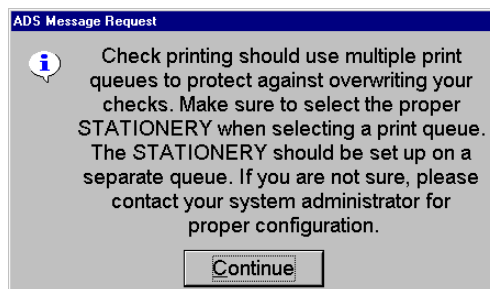 ADS Message Request
Check printing should use multiple print
queues to protect against overwriting your
checks. Make sure to select the proper
STATIONERY when selecting a print queue.
The STATIONERY should be set up on a
separate queue. If you are not sure, please
contact your system administrator for
proper configuration.
Continue